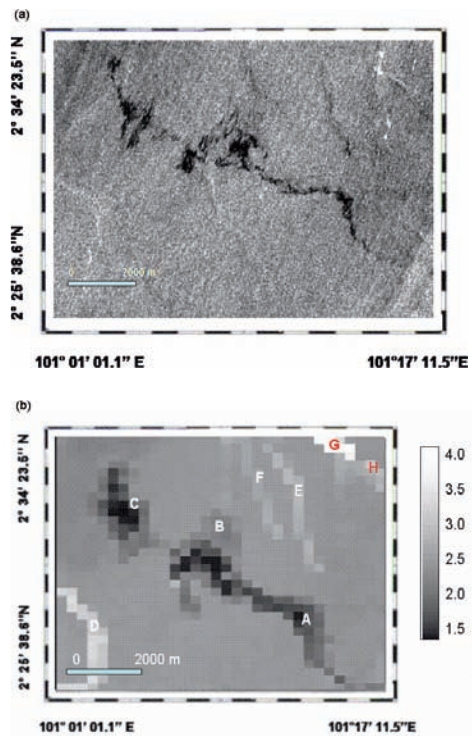 (a)
2° 34' 23.5" N
2° 25' 38.6"N
0 2500 m
101° 01' 01.1" E 101°17' 11.5"E
(b)
2° 34' 23.5" N
2° 25' 38.6"N
G
H
F
E
C
B
A
D
0 2000 m
4.0
3.5
3.0
2.5
2.0
1.5
101° 01' 01.1" E 101°17' 11.5"E